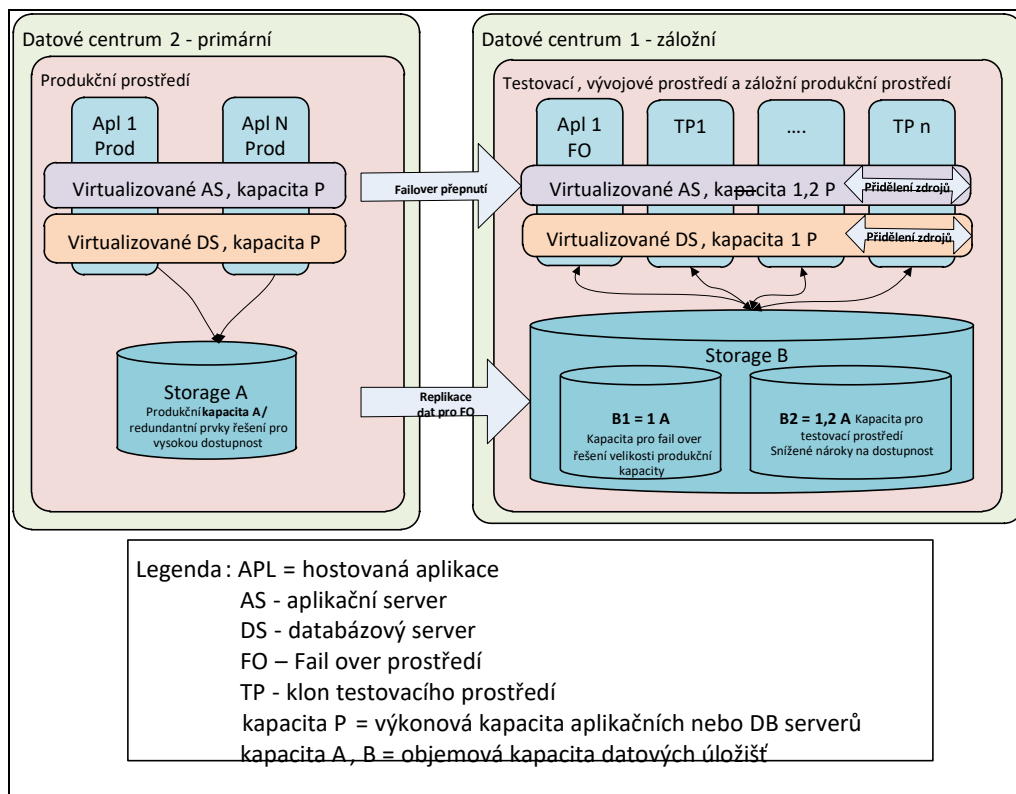 Datové centrum 2 - primární
Produkční prostředí
Apl 1
Prod
Apl N
Prod
Virtualizované AS, kapacita P
Virtualizované DS, kapacita P
Storage A
Produkční kapacita A/
redundantní prvky řešení pro
vysokou dostupnost
Failover přepnutí
Replikace
dat pro FO
Datové centrum 1 - záložní
Testovací, vývojové prostředí a záložní produkční prostředí
Apl 1
FO
TP1
....
TP n
Virtualizované AS, kapacita 1,2 P
Přidělení zdrojů
Virtualizované DS, kapacita 1 P
Přidělení zdrojů
Storage B
B1 = 1 A
Kapacita pro fail over
řešení velikosti produkční
kapacity
B2 = 1,2 A Kapacita pro
testovací prostředí
Snížené nároky na dostupnost
Legenda: APL = hostovaná aplikace
AS - aplikační server
DS - databázový server
FO – Fail over prostředí
TP - klon testovacího prostředí
kapacita P = výkonová kapacita aplikačních nebo DB serverů
kapacita A, B = objemová kapacita datových úložišť